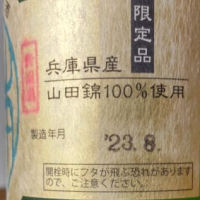 限定品
兵庫県産
山田錦100%使用
製造年月
'23.8.
開栓時にフタが飛ぶ恐れがあります
ので、ご注意ください。